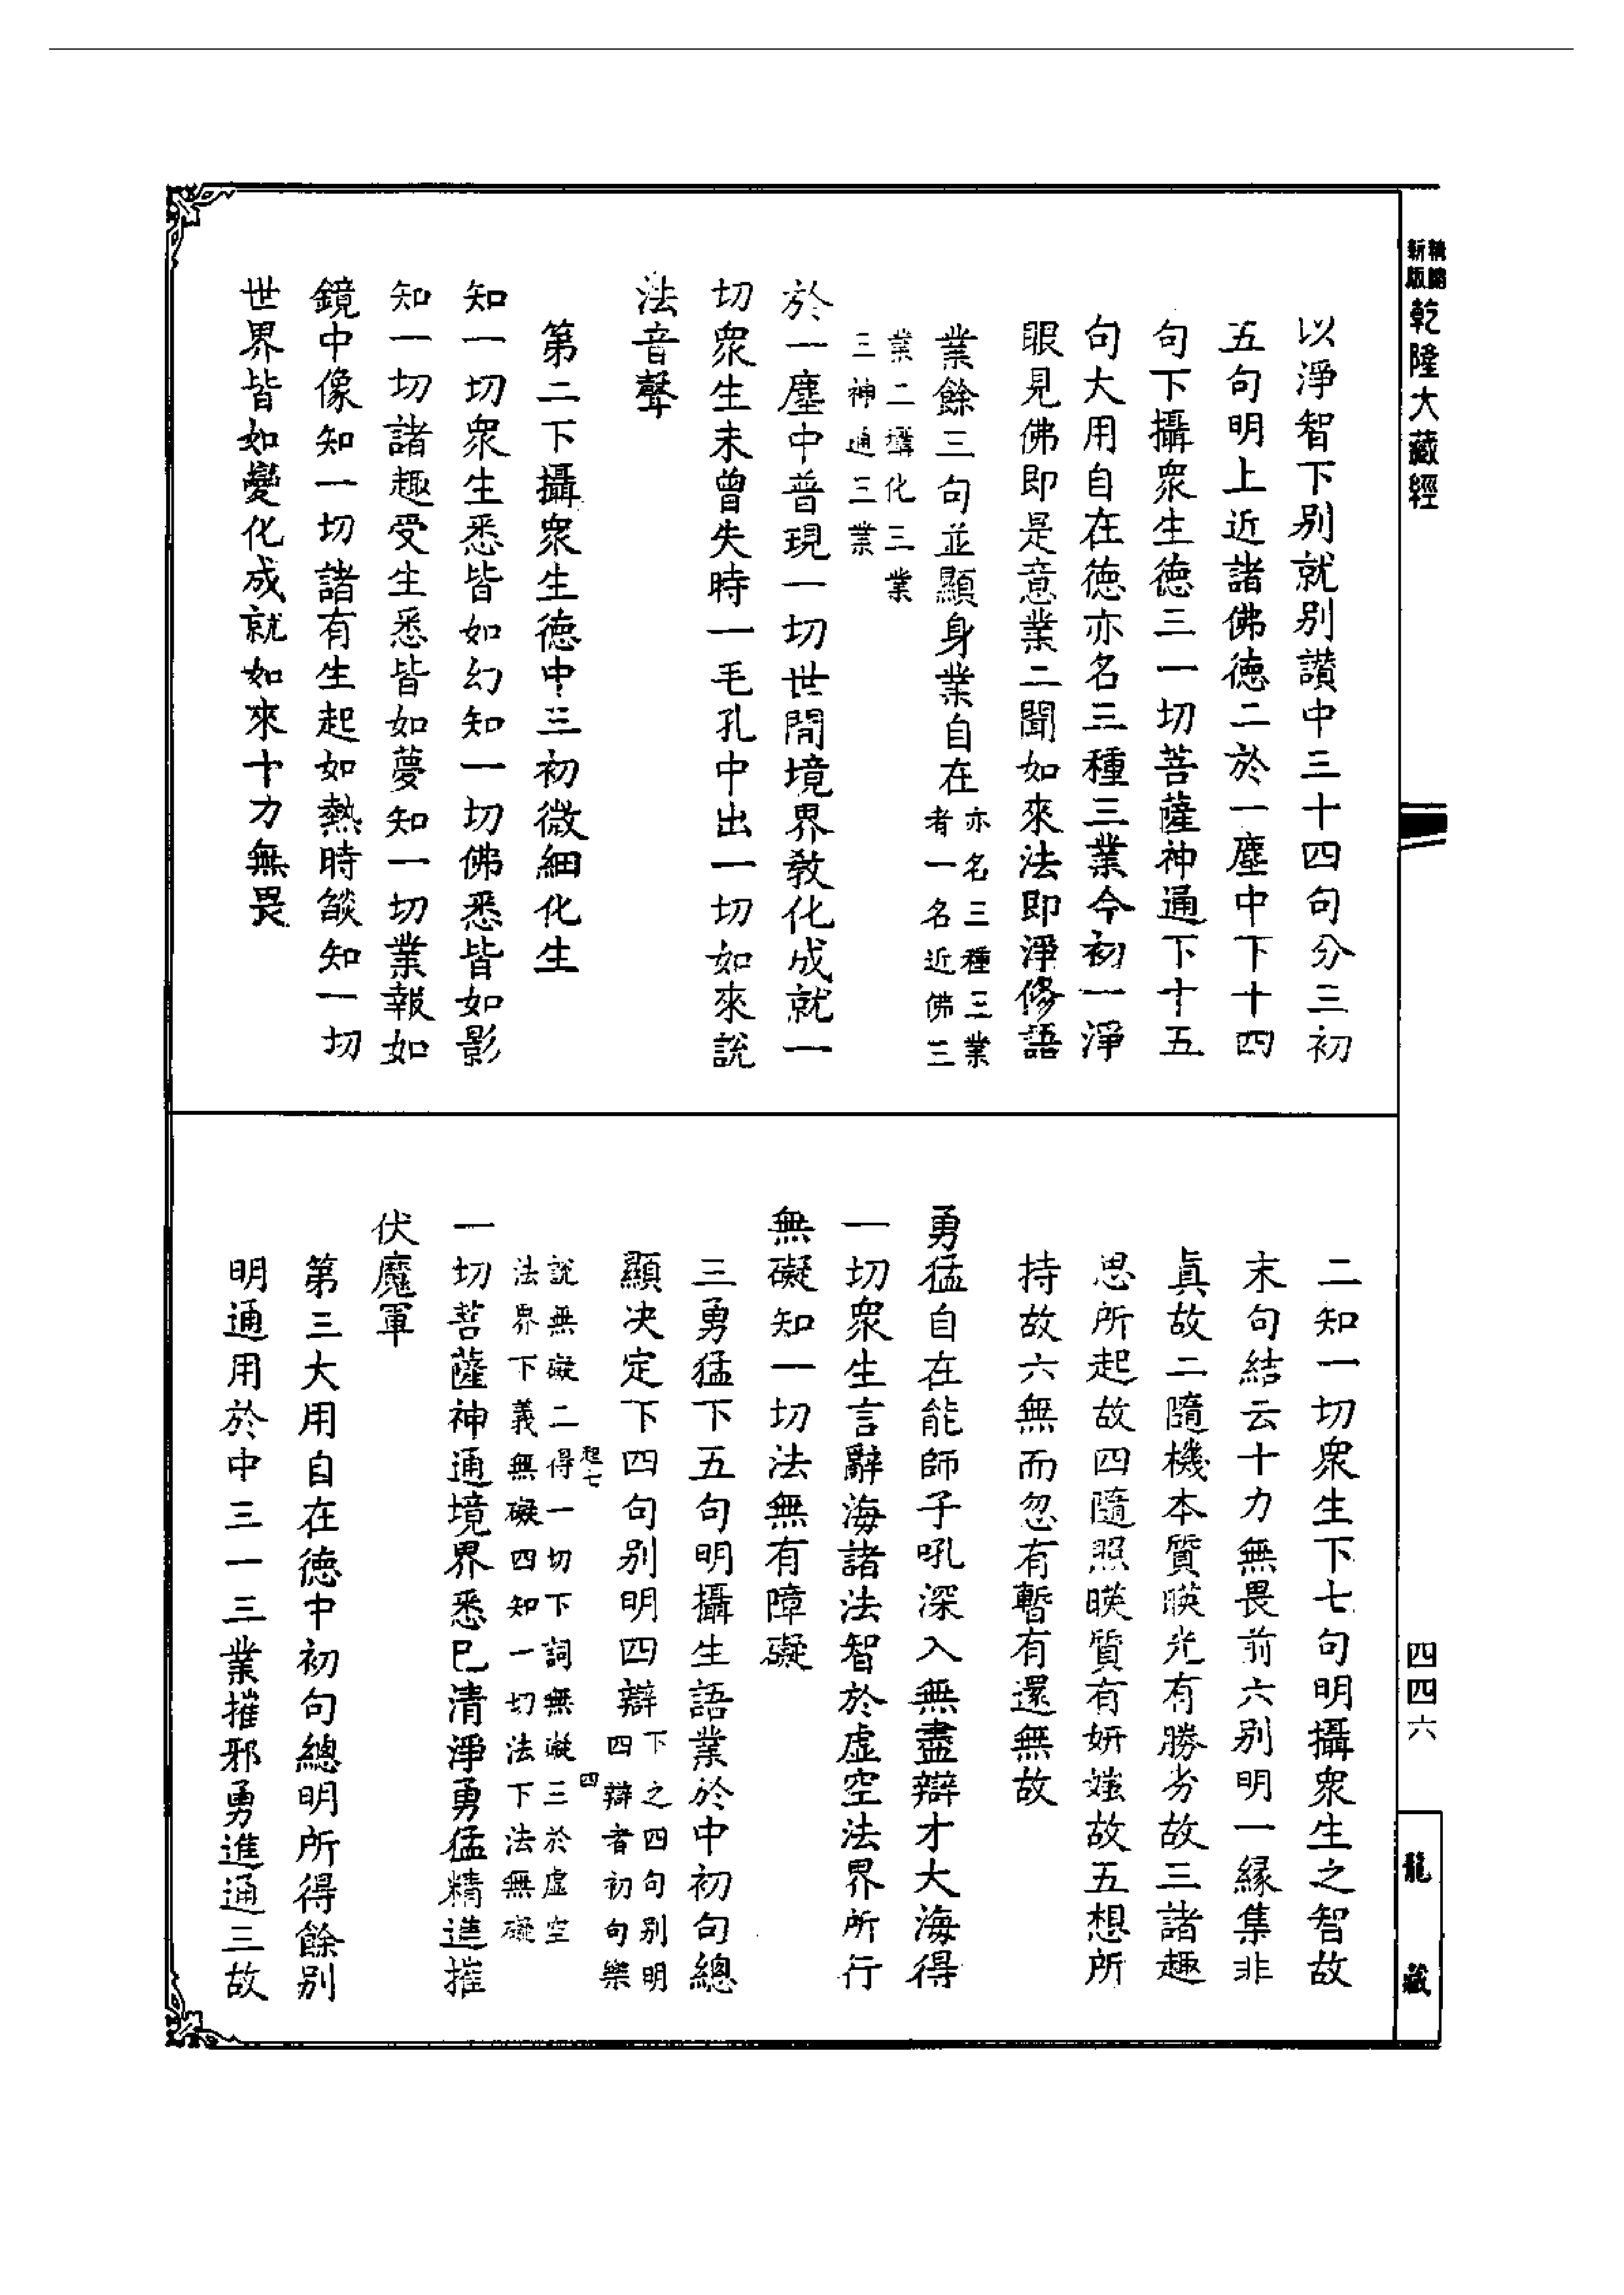 精縮新版
乾隆大藏經
四四六
龍藏
以淨智下別就別讚中三十四句分三初
五句明上近諸佛德二於一塵中下十四
句下攝衆生德三一切菩薩神通下十五
句大用自在德亦名三種三業今初一淨
眼見佛即是意業二聞如來法即淨修語
業餘三句並顯身業自在
亦名三種三業
者一名近佛三
業二攝化三業
三神通三業
於一塵中普現一切世間境界教化成就一
切衆生未曾失時一毛孔中出一切如來說
法音聲
第二下攝衆生德中三初微細化生
知一切衆生悉皆如幻知一切佛悉皆如影
知一切諸趣受生悉皆如夢知一切業報如
鏡中像知一切諸有生起如熱時燄知一切
世界皆如變化成就如來十力無畏
二知一切衆生下七句明攝衆生之智故
末句結云十力無畏前六別明一緣集非
眞故二隨機本質暎光有勝劣故三諸趣
思所起故四隨照暎質有妍媸故五想所
持故六無而忽有暫有還無故
勇猛自在能師子吼深入無盡辯才大海得
一切衆生言辭海諸法智於虛空法界所行
無礙知一切法無有障礙
三勇猛下五句明攝生語業於中初句總
顯決定下四句別明四辯
下之四句別明
四辯者初句樂
起七
四
說無礙二得一切下詞無礙三於虛空
法界下義無礙四知一切法下法無礙
一切菩薩神通境界悉已清淨勇猛精進摧
伏魔軍
第三大用自在德中初句總明所得餘別
明通用於中三一三業摧邪勇進通三故